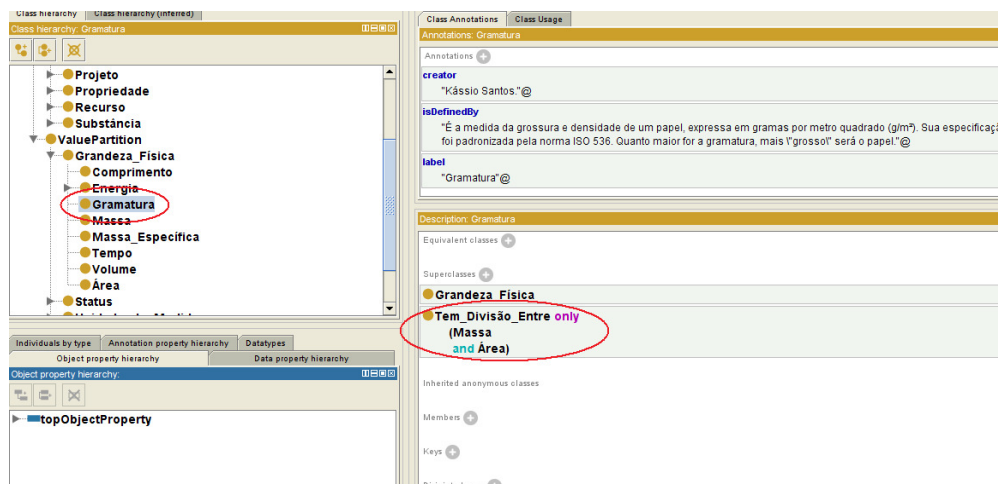 Class hierarchy
Class hierarchy (inferred)
Class hierarchy: Gramatura
Projeto
Propriedade
Recurso
Substância
ValuePartition
Grandeza_Física
Comprimento
Energia
Gramatura
Massa
Massa_Específica
Tempo
Volume
Área
Status
Individuals by type
Annotation property hierarchy
Datatypes
Object property hierarchy
Data property hierarchy
Object property hierarchy:
topObjectProperty
Class Annotations
Class Usage
Annotations: Gramatura
Annotations
creator
"Kássio Santos."@
isDefinedBy
"É a medida da grossura e densidade de um papel, expressa em gramas por metro quadrado (g/m²). Sua especificaçã
foi padronizada pela norma ISO 536. Quanto maior for a gramatura, mais \"grosso\" será o papel."@
label
"Gramatura"@
Description: Gramatura
Equivalent classes
Superclasses
Grandeza_Física
Tem_Divisão_Entre only
(Massa
and Área)
Inherited anonymous classes
Members
Keys